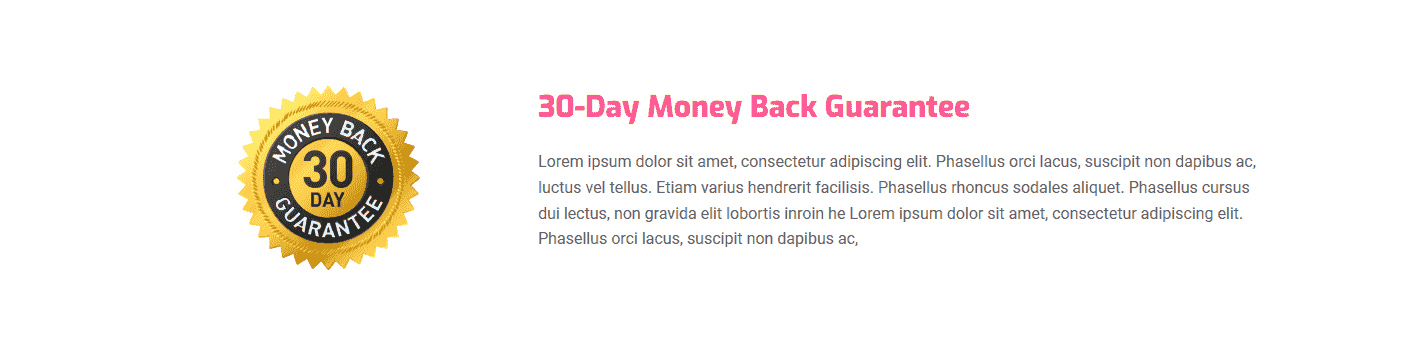 MONEY BACK
30
DAY
GUARANTEE
30-Day Money Back Guarantee
Lorem ipsum dolor sit amet, consectetur adipiscing elit. Phasellus orci lacus, suscipit non dapibus ac,
luctus vel tellus. Etiam varius hendrerit facilisis. Phasellus rhoncus sodales aliquet. Phasellus cursus
dui lectus, non gravida elit lobortis inroin he Lorem ipsum dolor sit amet, consectetur adipiscing elit.
Phasellus orci lacus, suscipit non dapibus ac,